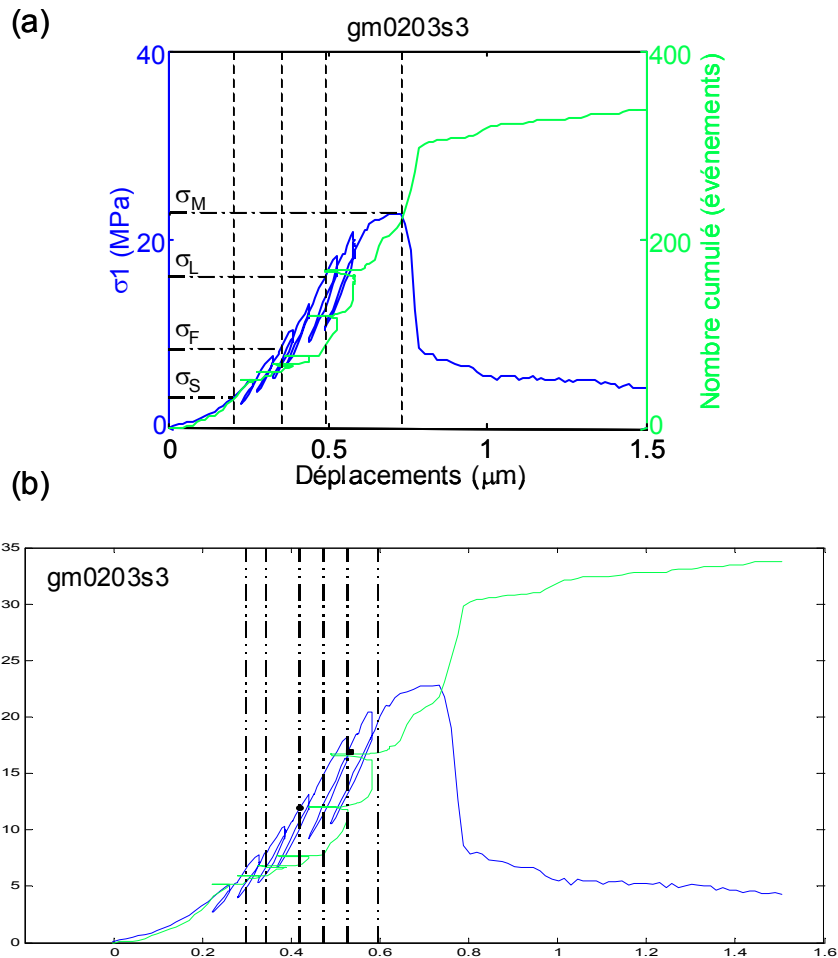 (a)
gm0203s3
40
400
σM
σL
σF
σS
20
200
0
0
σ1 (MPa)
Nombre cumulé (événements)
0
0.5
1
1.5
Déplacements (μm)
(b)
gm0203s3
35
30
25
20
15
10
5
0
0
0.2
0.4
0.6
0.8
1
1.2
1.4
1.6